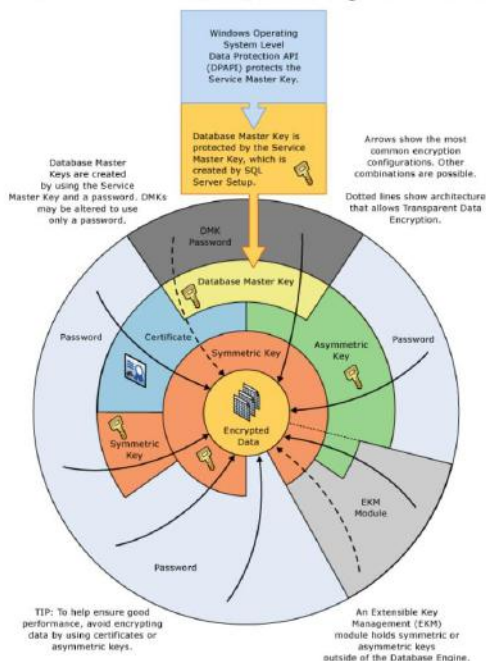 Windows Operating
System Level
Data Protection API
(DPAPI) protects the
Service Master Key.
Database Master Key is
protected by the Service
Master Key, which is
created by SQL
Server Setup.
Database Master
Keys are created
by using the Service
Master Key and a password. DMKs
may be altered to use
only a password.
Arrows show the most
common encryption
configurations. Other
combinations are possible.
Dotted lines show architecture
that allows Transparent Data
Encryption.
DMK
Password
Database Master Key
Password
Certificate
Symmetric Key
Asymmetric
Key
Password
Encrypted
Data
Symmetric
Key
EKM
Module
Password
TIP: To help ensure good
performance, avoid encrypting
data by using certificates or
asymmetric keys.
An Extensible Key
Management (EKM)
module holds symmetric or
asymmetric keys
outside of the Database Engine.